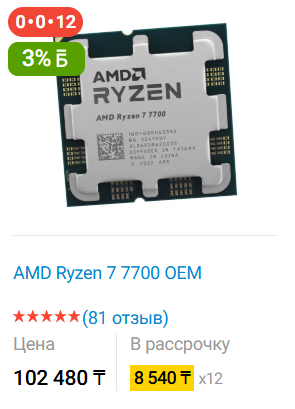 0·0·12
3% Б
AMD
RYZEN
AMD Ryzen 7 7700
AMD Ryzen 7 7700 OEM
(81 отзыв)
Цена
В рассрочку
102 480 ₸
8 540 ₸ x12